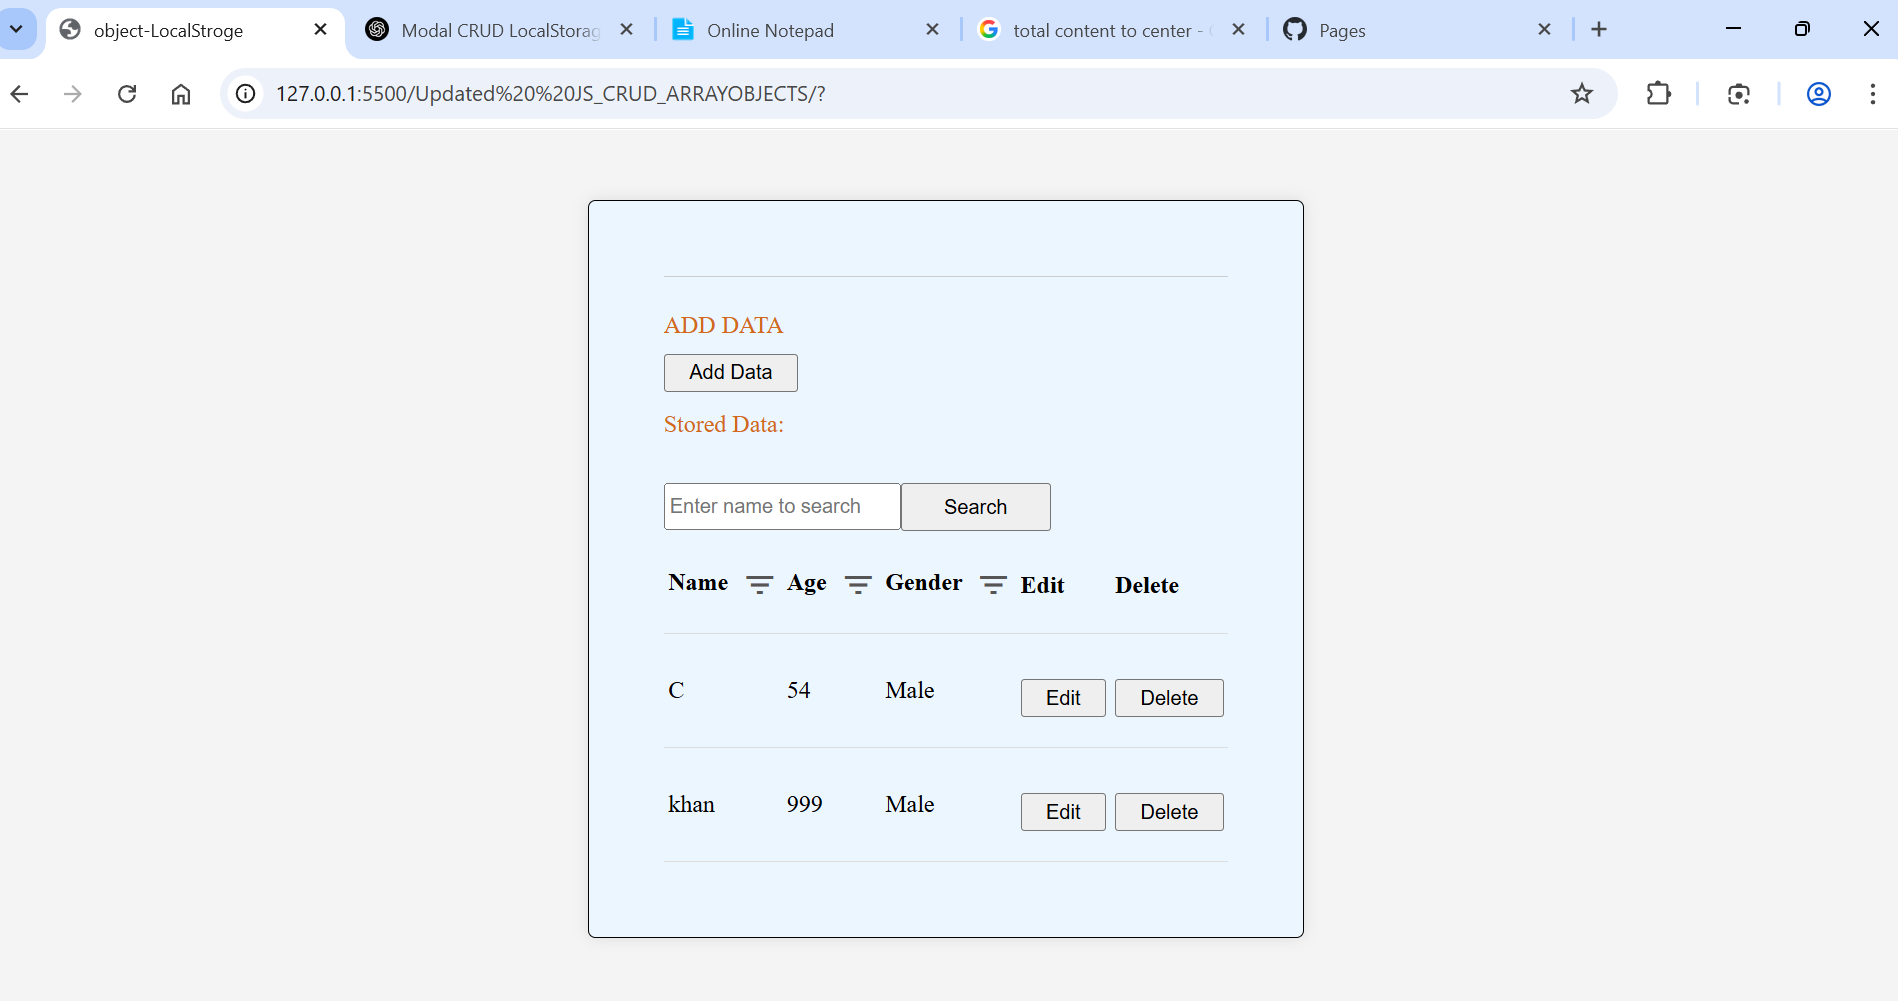 object-LocalStroge
Modal CRUD LocalStorag
Online Notepad
total content to center -
Pages
127.0.0.1:5500/Updated%20%20JS_CRUD_ARRAYOBJECTS/?
ADD DATA
Add Data
Stored Data:
Enter name to search Search
Name Age Gender Edit Delete
C 54 Male Edit Delete
khan 999 Male Edit Delete